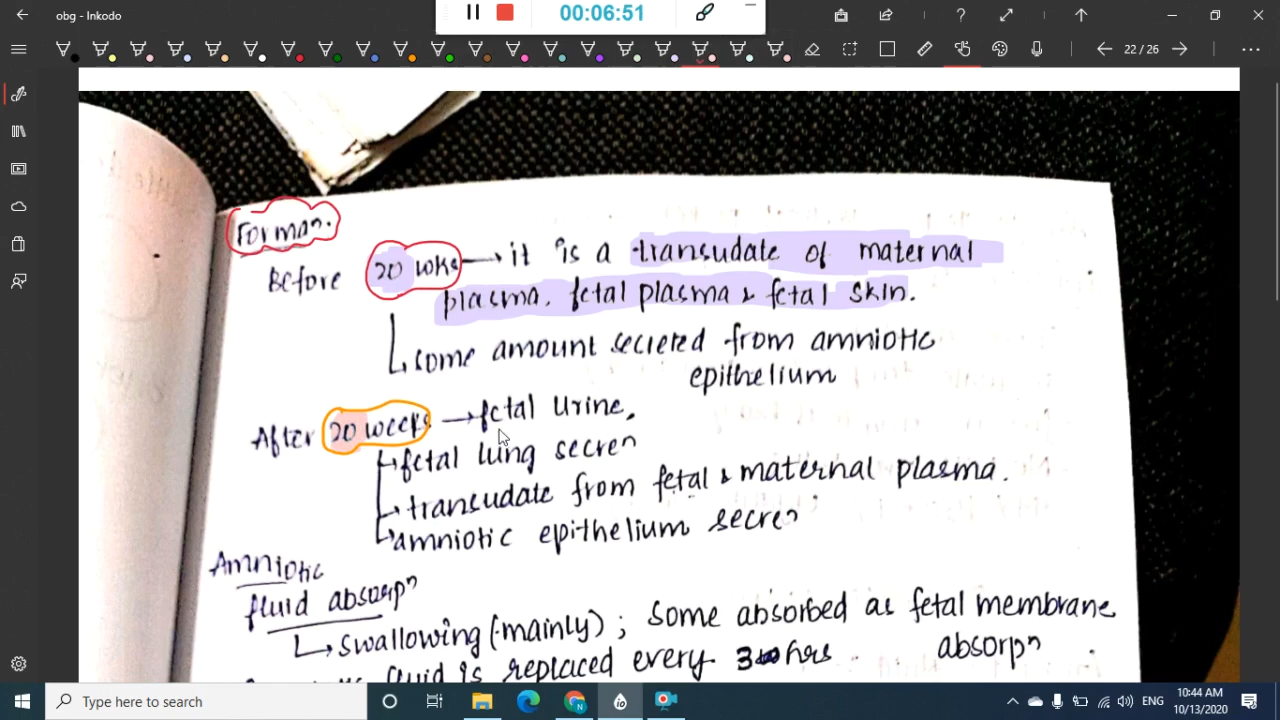 obg - Inkodo
00:06:51
22 / 26
Forman.
Before 20 wks → it is a transudate of maternal
plasma, fetal plasma & fetal skin.
some amount secreted from amniotic
epithelium
After 20 weeks → fetal urine,
fetal lung secreⁿ
transudate from fetal & maternal plasma.
amniotic epithelium secreⁿ
Amniotic
fluid absorpⁿ
swallowing (mainly) ; some absorbed as fetal membrane
absorpⁿ
fluid is replaced every 3 hrs
Type here to search
ENG
10:44 AM
10/13/2020